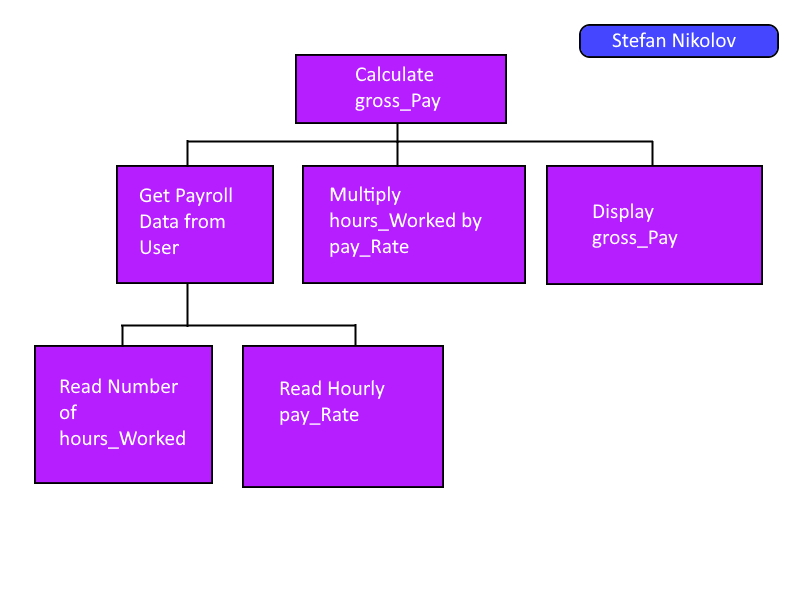 Stefan Nikolov
Calculate
gross_Pay
Get Payroll
Data from
User
Multiply
hours_Worked by
pay_Rate
Display
gross_Pay
Read Number
of
hours_Worked
Read Hourly
pay_Rate